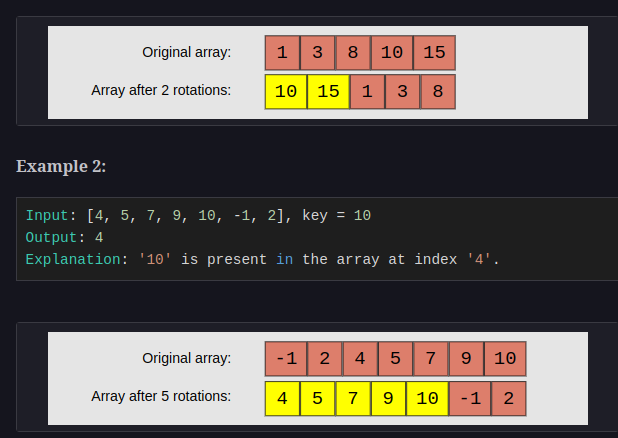 Original array: 1 3 8 10 15
Array after 2 rotations: 10 15 1 3 8
Example 2:
Input: [4, 5, 7, 9, 10, -1, 2], key = 10
Output: 4
Explanation: '10' is present in the array at index '4'.
Original array: -1 2 4 5 7 9 10
Array after 5 rotations: 4 5 7 9 10 -1 2